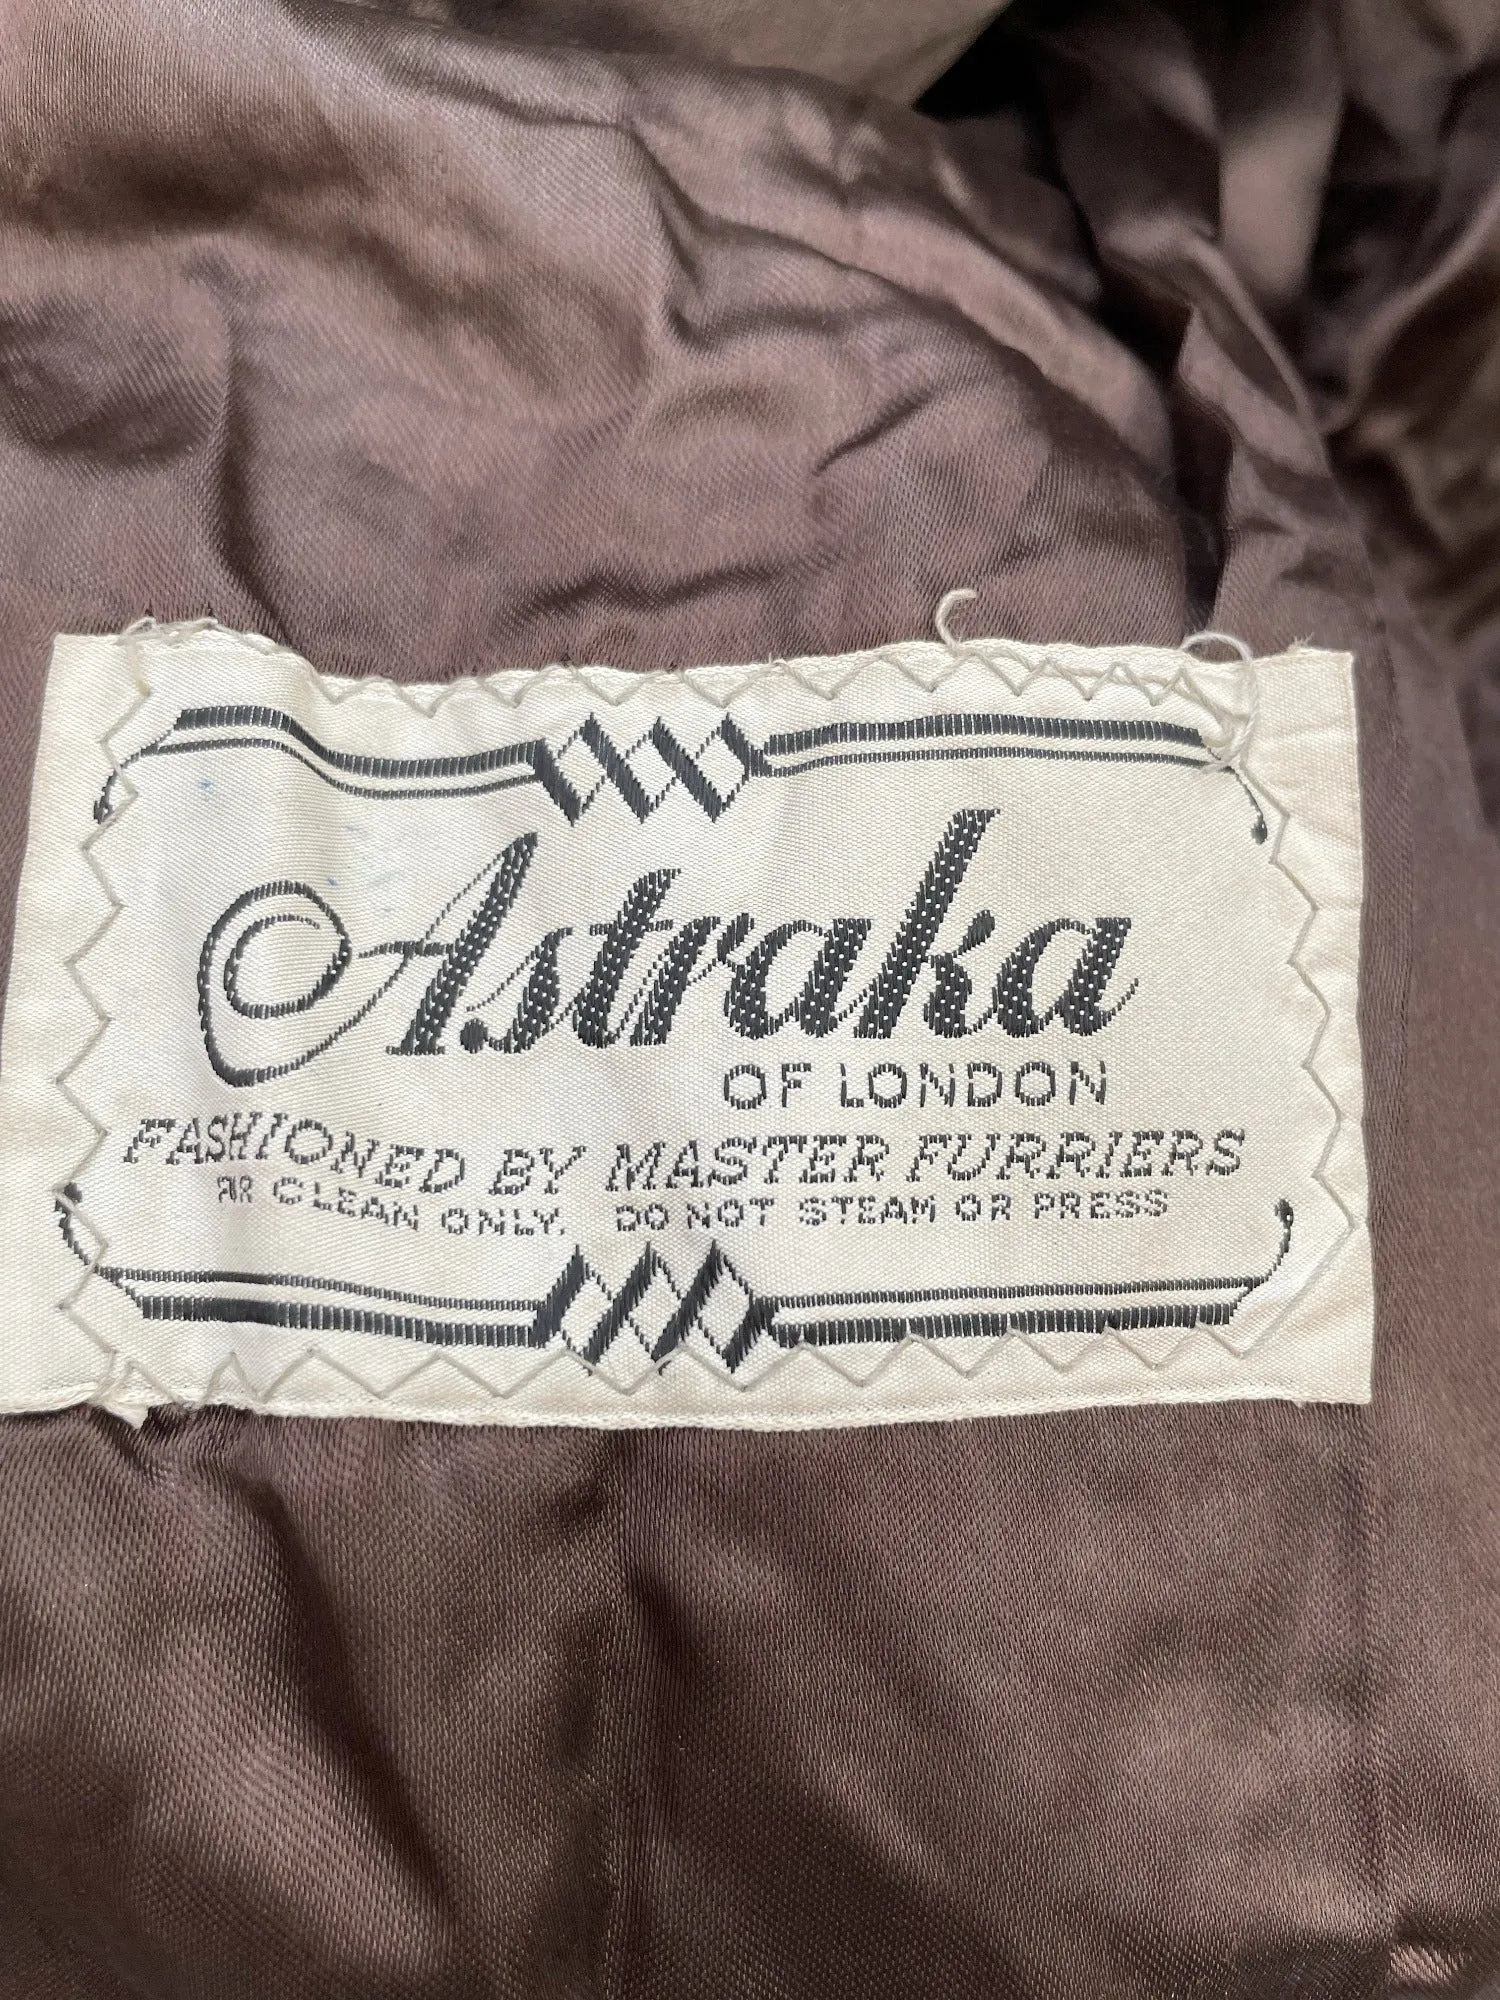 Astraka
OF LONDON
FASHIONED BY MASTER FURRIERS
CLEAN ONLY. DO NOT STEAM OR PRESS